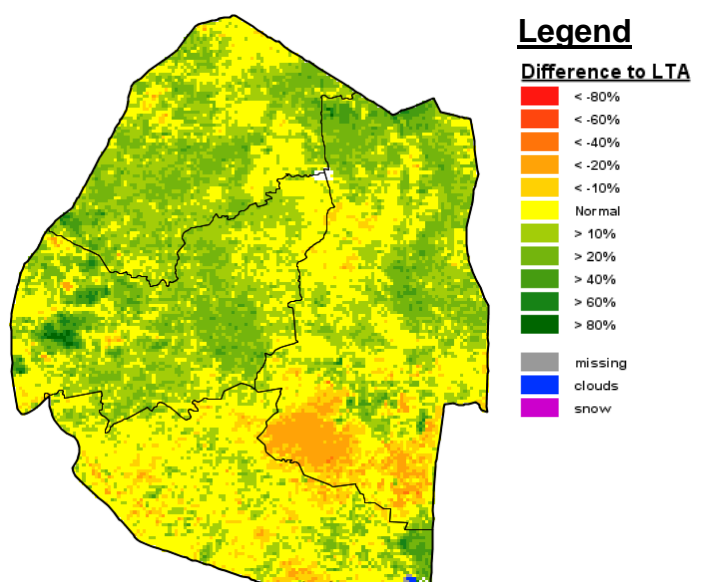 Legend
Difference to LTA
< -80%
< -60%
< -40%
< -20%
< -10%
Normal
> 10%
> 20%
> 40%
> 60%
> 80%
missing
clouds
snow